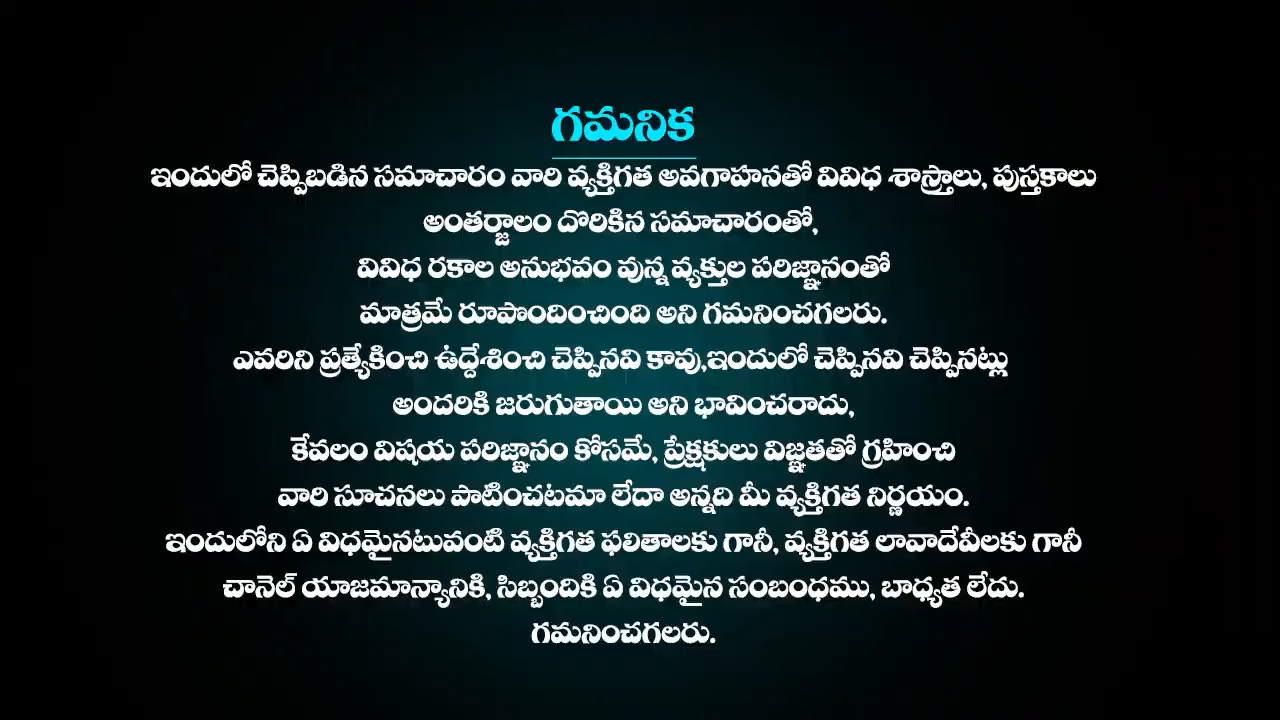 గమనిక
ఇందులో చెప్పిబడిన సమాచారం వారి వ్యక్తిగత అవగాహనతో వివిధ శాస్త్రాలు, పుస్తకాలు
అంతర్జాలం దొరికిన సమాచారంతో,
వివిధ రకాల అనుభవం వున్న వ్యక్తుల పరిజ్ఞానంతో
మాత్రమే రూపొందించింది అని గమనించగలరు.
ఎవరిని ప్రత్యేకించి ఉద్దేశించి చెప్పినవి కావు,ఇందులో చెప్పినవి చెప్పినట్లు
అందరికి జరుగుతాయి అని భావించరాదు,
కేవలం విషయ పరిజ్ఞానం కోసమే, ప్రేక్షకులు విజ్ఞతతో గ్రహించి
వారి సూచనలు పాటించటమా లేదా అన్నది మీ వ్యక్తిగత నిర్ణయం.
ఇందులోని ఏ విధమైనటువంటి వ్యక్తిగత ఫలితాలకు గానీ, వ్యక్తిగత లావాదేవీలకు గానీ
చానెల్ యాజమాన్యానికి, సిబ్బందికి ఏ విధమైన సంబంధము, బాధ్యత లేదు.
గమనించగలరు.